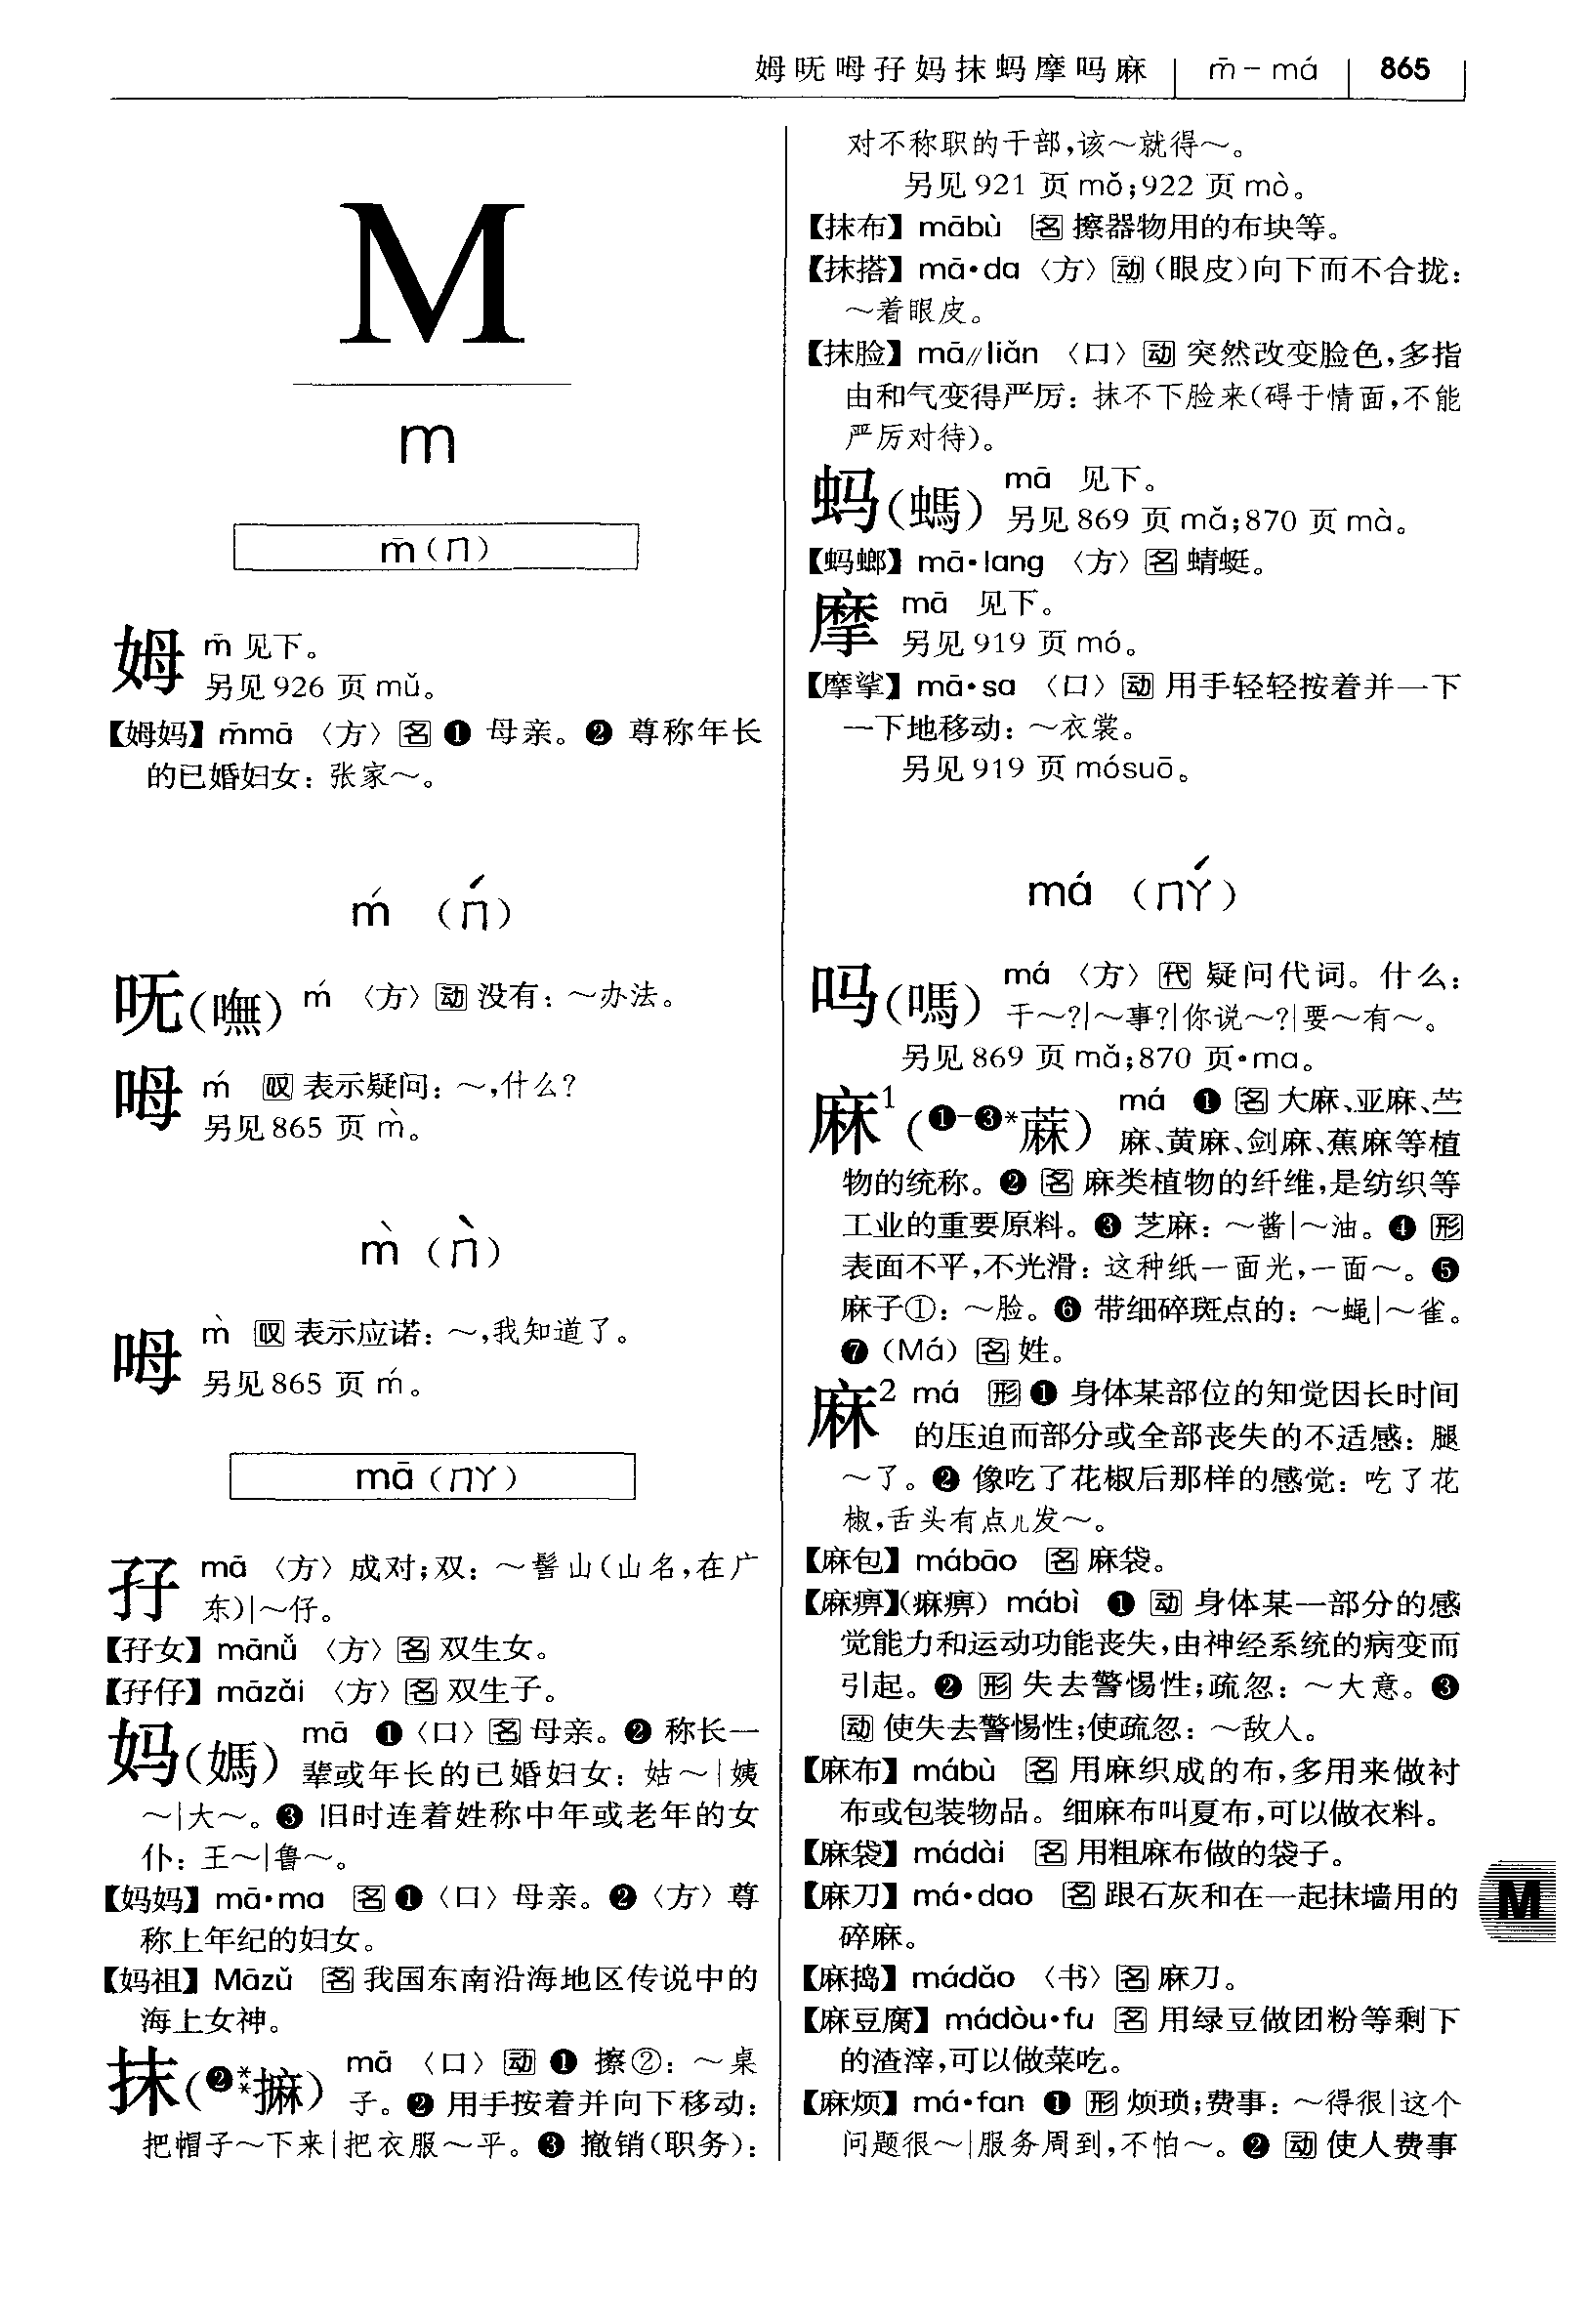 姆呒呣孖妈抹蚂摩吗麻 m̄－má 865
M
m
m̄（ㄇ）
姆 m̄ 见下。
另见 926 页 mǔ。
【姆妈】m̄mā 〈方〉名❶ 母亲。❷ 尊称年长
的已婚妇女：张家～。
ḿ （ㄇˊ）
呒（嘸） ḿ 〈方〉动 没有：～办法。
呣 ḿ 叹 表示疑问：～，什么？
另见 865 页 m̀。
m̀ （ㄇˋ）
呣 m̀ 叹 表示应诺：～，我知道了。
另见 865 页 ḿ。
mā（ㄇㄚ）
孖 mā 〈方〉成对；双：～髻山（山名，在广
东）|～仔。
【孖女】mānǚ 〈方〉名 双生女。
【孖仔】māzǎi 〈方〉名 双生子。
妈（媽） mā ❶〈口〉名 母亲。❷ 称长一
辈或年长的已婚妇女：姑～|姨
～|大～。❸ 旧时连着姓称中年或老年的女
仆：王～|鲁～。
【妈妈】mā·ma 名❶〈口〉母亲。❷〈方〉尊
称上年纪的妇女。
【妈祖】Māzǔ 名 我国东南沿海地区传说中的
海上女神。
抹（❷**擵） mā 〈口〉动 ❶ 擦②：～桌
子。❷ 用手按着并向下移动：
把帽子～下来|把衣服～平。❸ 撤销（职务）：
对不称职的干部，该～就得～。
另见 921 页 mǒ；922 页 mò。
【抹布】mābù 名 擦器物用的布块等。
【抹搭】mā·da〈方〉动（眼皮）向下而不合拢：
～着眼皮。
【抹脸】mā//liǎn 〈口〉动 突然改变脸色，多指
由和气变得严厉：抹不下脸来（碍于情面，不能
严厉对待）。
蚂（螞） mā 见下。
另见 869 页 mǎ；870 页 mà。
【蚂螂】mā·lang 〈方〉名 蜻蜓。
摩 mā 见下。
另见 919 页 mó。
【摩挲】mā·sa 〈口〉动 用手轻轻按着并一下
一下地移动：～衣裳。
另见 919 页 mósuō。
má （ㄇㄚˊ）
吗（嗎） má 〈方〉代 疑问代词。什么：
干～？|～事？|你说～？|要～有～。
另见 869 页 mǎ；870 页·ma。
麻¹（❶－❸*蔴） má ❶ 名 大麻、亚麻、苎
麻、黄麻、剑麻、蕉麻等植
物的统称。❷ 名 麻类植物的纤维，是纺织等
工业的重要原料。❸ 芝麻：～酱|～油。❹ 形
表面不平，不光滑：这种纸一面光，一面～。❺
麻子①：～脸。❻ 带细碎斑点的：～蝇|～雀。
❼（Má）名 姓。
麻² má 形❶ 身体某部位的知觉因长时间
的压迫而部分或全部丧失的不适感：腿
～了。❷ 像吃了花椒后那样的感觉：吃了花
椒，舌头有点儿发～。
【麻包】mábāo 名 麻袋。
【麻痹】（痳痹）mábì ❶ 动 身体某一部分的感
觉能力和运动功能丧失，由神经系统的病变而
引起。❷ 形 失去警惕性；疏忽：～大意。❸
动 使失去警惕性；使疏忽：～敌人。
【麻布】mábù 名 用麻织成的布，多用来做衬
布或包装物品。细麻布叫夏布，可以做衣料。
【麻袋】mádài 名 用粗麻布做的袋子。
【麻刀】má·dao 名 跟石灰和在一起抹墙用的
碎麻。
【麻捣】mádǎo 〈书〉名 麻刀。
【麻豆腐】mádòu·fu 名 用绿豆做团粉等剩下
的渣滓，可以做菜吃。
【麻烦】má·fan ❶ 形 烦琐；费事：～得很|这个
问题很～|服务周到，不怕～。❷ 动 使人费事
M